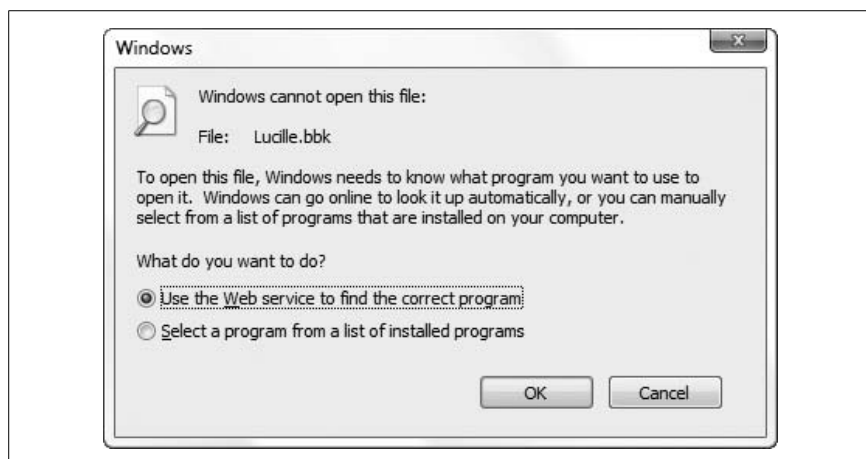 Windows
Windows cannot open this file:
File: Lucille.bbk
To open this file, Windows needs to know what program you want to use to
open it. Windows can go online to look it up automatically, or you can manually
select from a list of programs that are installed on your computer.
What do you want to do?
Use the Web service to find the correct program
Select a program from a list of installed programs
OK Cancel